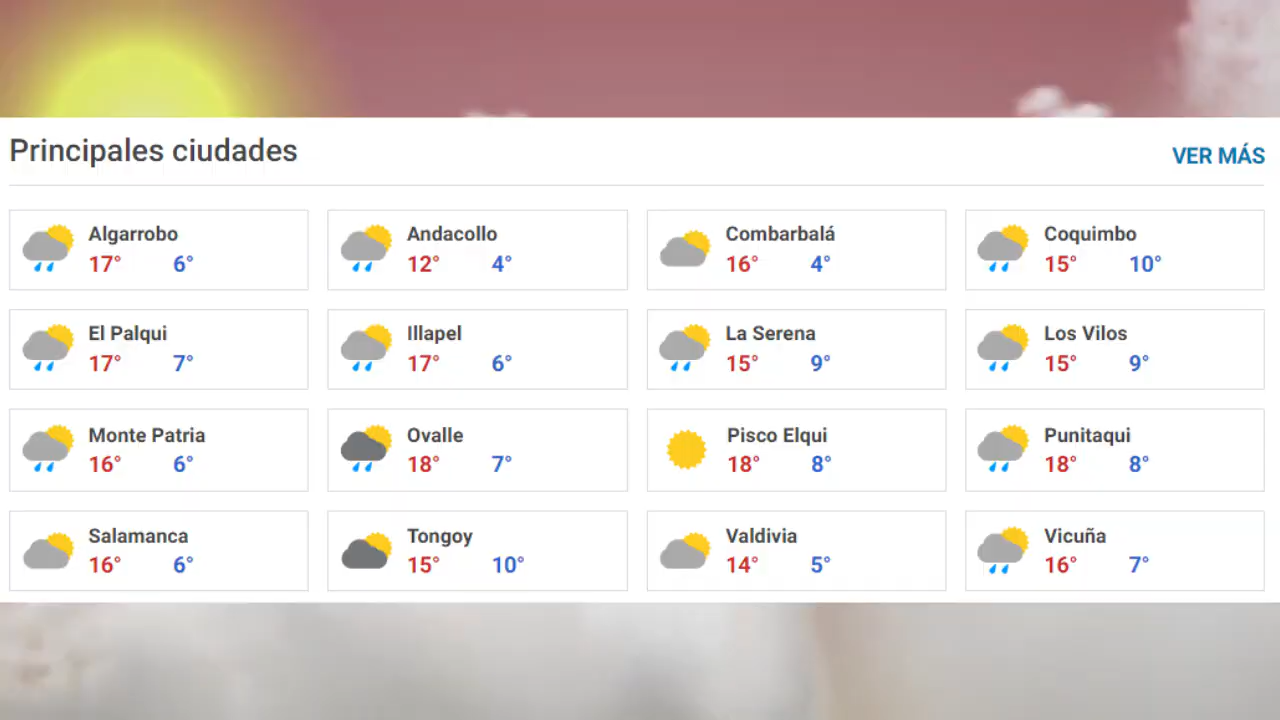 Principales ciudades
VER MÁS
Algarrobo
17° 6°
Andacollo
12° 4°
Combarbalá
16° 4°
Coquimbo
15° 10°
El Palqui
17° 7°
Illapel
17° 6°
La Serena
15° 9°
Los Vilos
15° 9°
Monte Patria
16° 6°
Ovalle
18° 7°
Pisco Elqui
18° 8°
Punitaqui
18° 8°
Salamanca
16° 6°
Tongoy
15° 10°
Valdivia
14° 5°
Vicuña
16° 7°